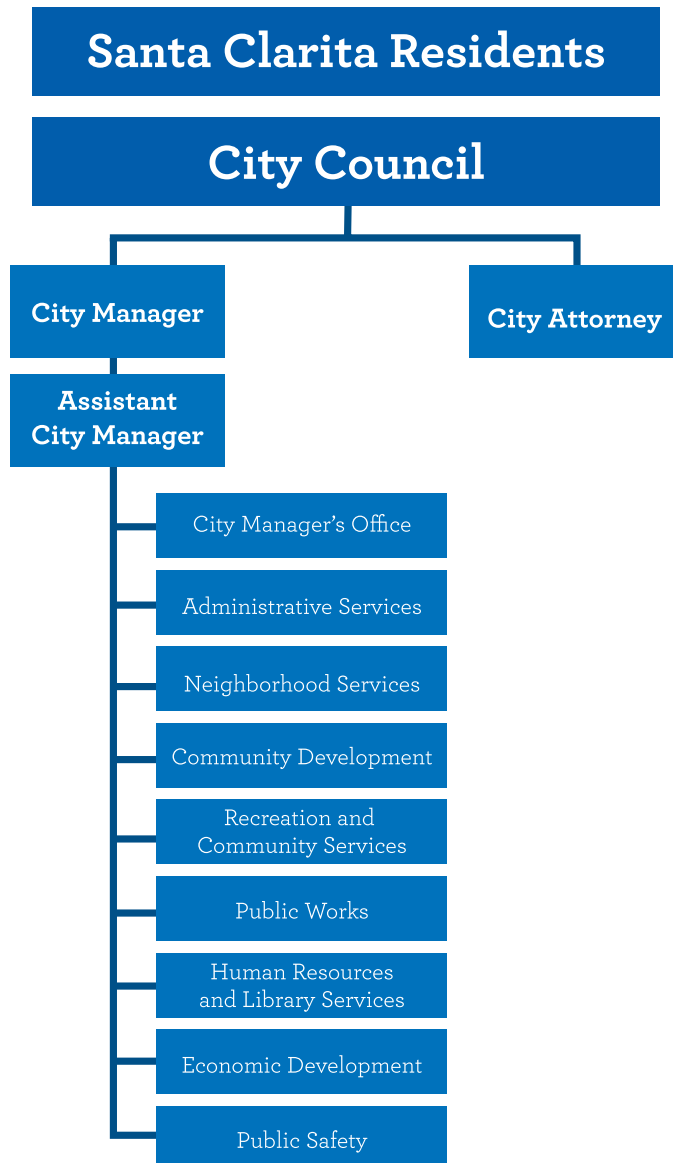 Santa Clarita Residents
City Council
City Manager
City Attorney
Assistant
City Manager
City Manager’s Office
Administrative Services
Neighborhood Services
Community Development
Recreation and
Community Services
Public Works
Human Resources
and Library Services
Economic Development
Public Safety